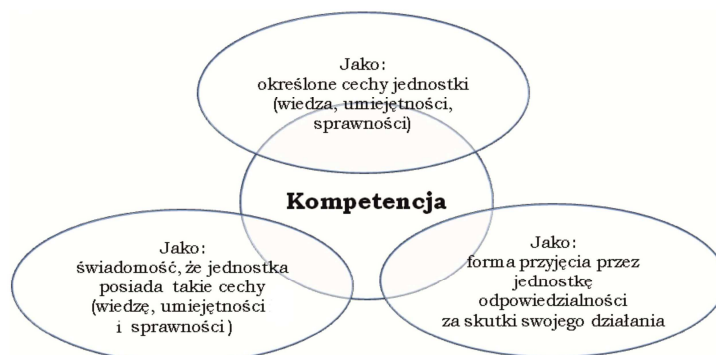 Jako:
określone cechy jednostki
(wiedza, umiejętności,
sprawności)
Kompetencja
Jako:
świadomość, że jednostka
posiada takie cechy
(wiedzę, umiejętności
i sprawności)
Jako:
forma przyjęcia przez
jednostkę
odpowiedzialności
za skutki swojego działania